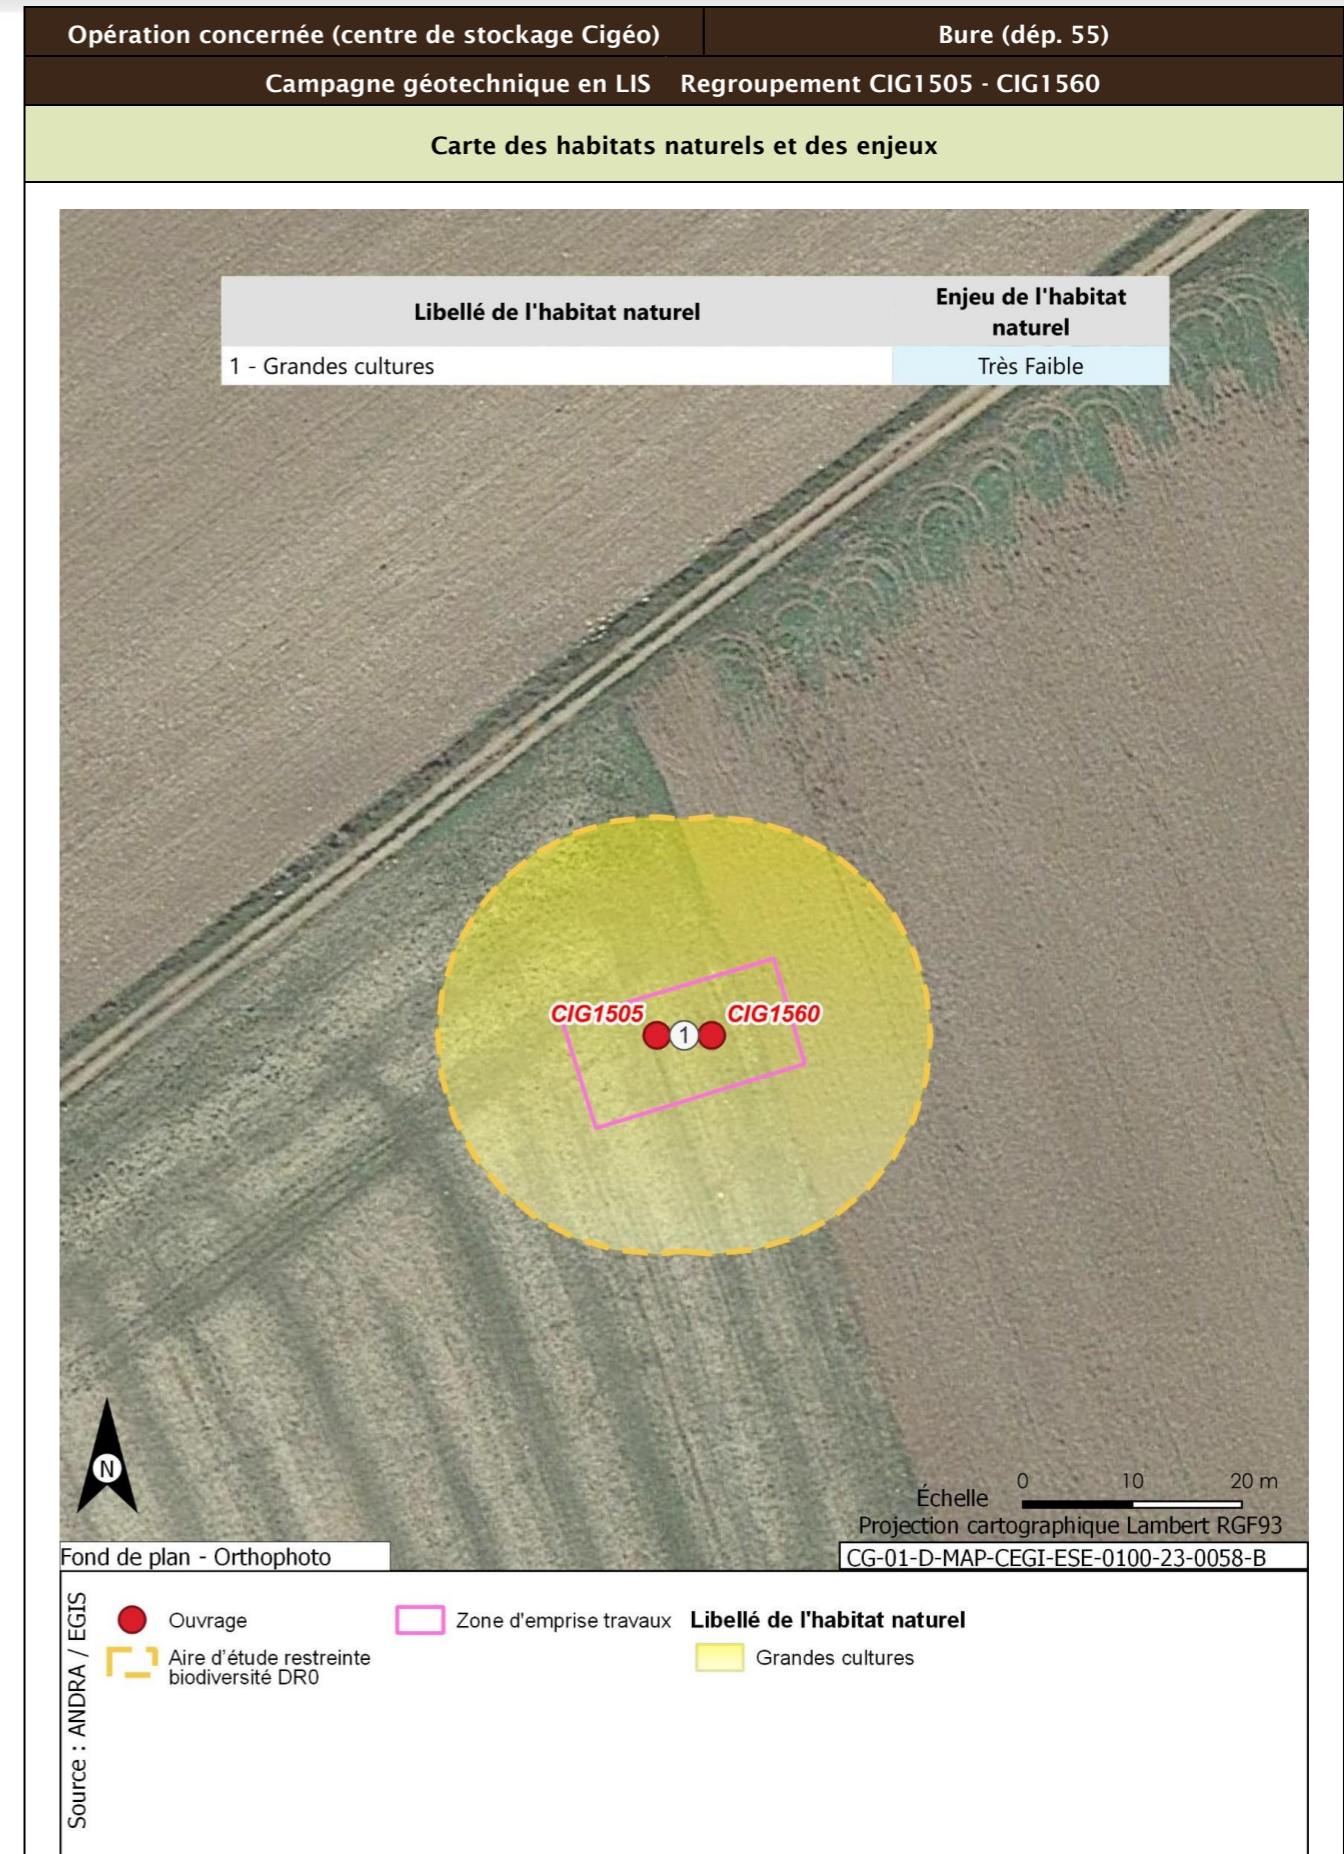 Opération concernée (centre de stockage Cigéo) Bure (dép. 55)
Campagne géotechnique en LIS Regroupement CIG1505 - CIG1560
Carte des habitats naturels et des enjeux
Libellé de l'habitat naturel Enjeu de l'habitat
naturel
1 - Grandes cultures Très Faible
CIG1505 1 CIG1560
N
Échelle 0 10 20 m
Projection cartographique Lambert RGF93
Fond de plan - Orthophoto CG-01-D-MAP-CEGI-ESE-0100-23-0058-B
Source : ANDRA / EGIS
Ouvrage Zone d'emprise travaux Libellé de l'habitat naturel
Aire d'étude restreinte
biodiversité DR0
Grandes cultures